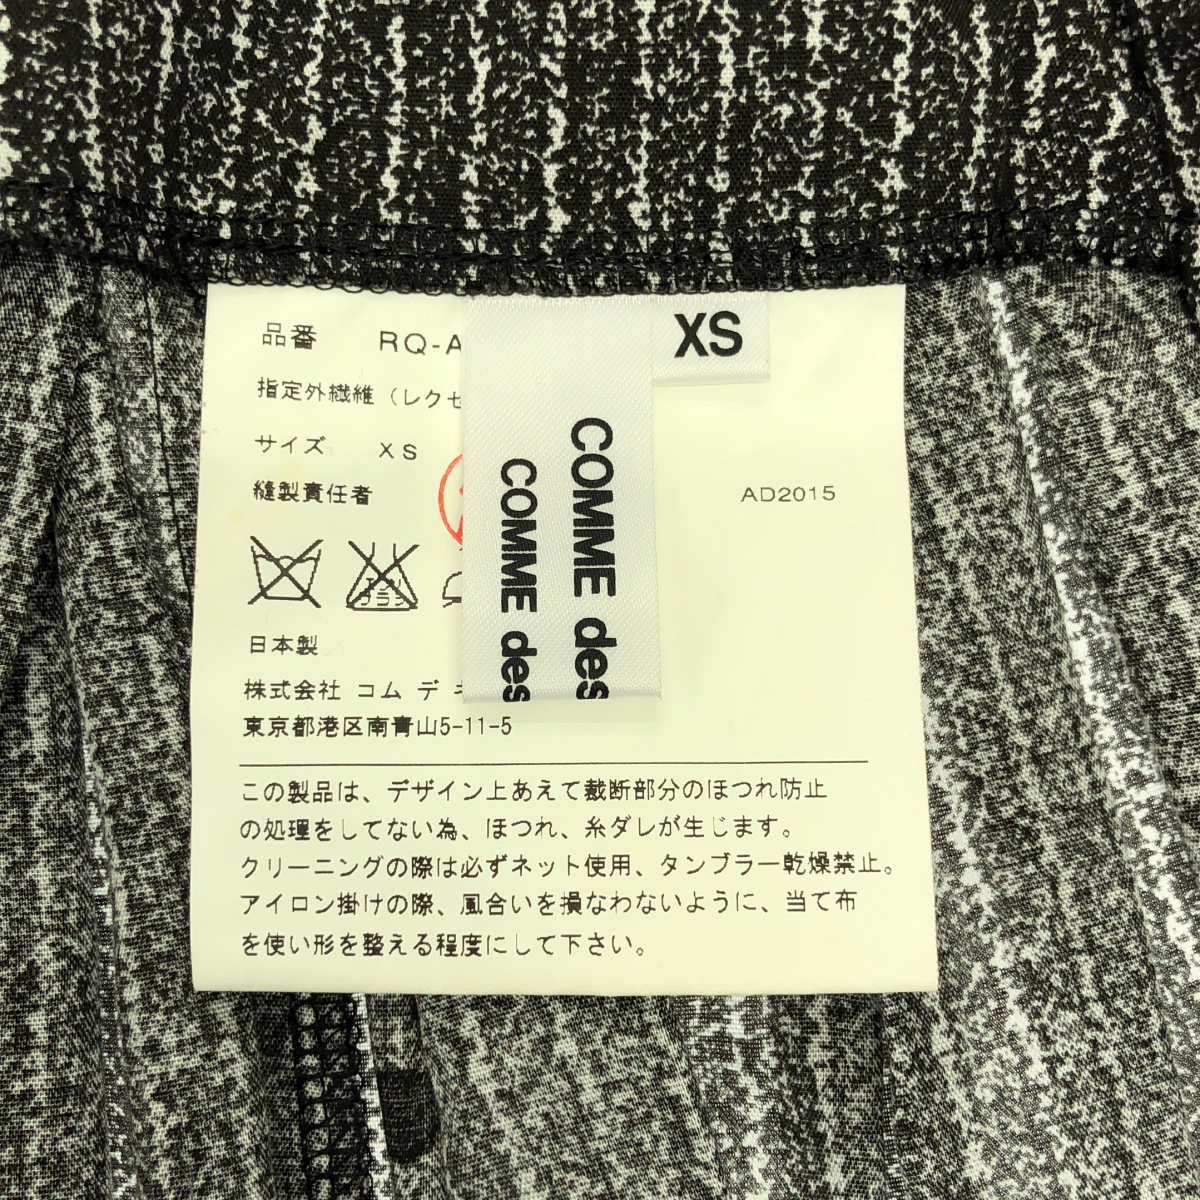 品番 RQ-A
XS
指定外繊維(レクセ
サイズ XS
縫製責任者
AD2015
COMME des
COMME des
エンソ
サラシ
日本製
株式会社 コム デ ギ
東京都港区南青山5-11-5
この製品は、デザイン上あえて裁断部分のほつれ防止
の処理をしてない為、ほつれ、糸ダレが生じます。
クリーニングの際は必ずネット使用、タンブラー乾燥禁止。
アイロン掛けの際、風合いを損なわないように、当て布
を使い形を整える程度にして下さい。